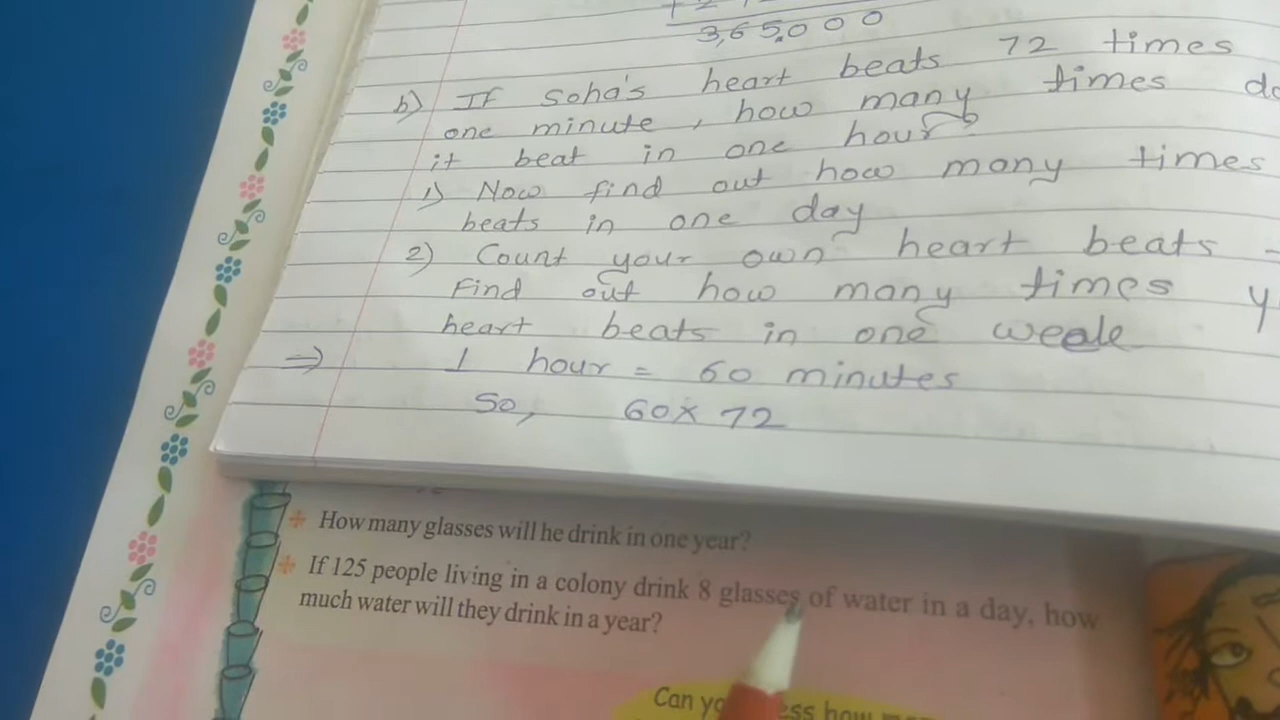 3,65,000
b) If soha's heart beats 72 times
one minute, how many times
it beat in one hour
1) Now find out how many times
beats in one day
2) Count your own heart beats -
Find out how many times y
heart beats in one weele
⇒ 1 hour = 60 minutes
So, 60 x 72
How many glasses will he drink in one year?
If 125 people living in a colony drink 8 glasses of water in a day, how
much water will they drink in a year?
Can how